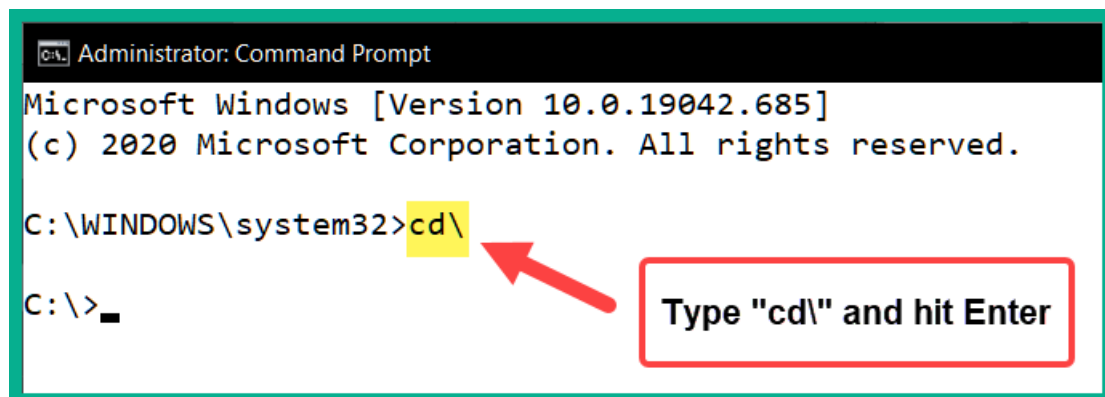 Administrator: Command Prompt
Microsoft Windows [Version 10.0.19042.685]
(c) 2020 Microsoft Corporation. All rights reserved.
C:\WINDOWS\system32>cd\
C:\>
Type "cd\" and hit Enter